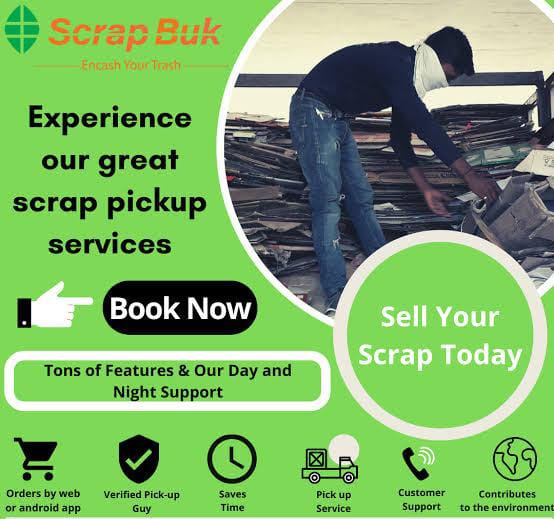 Scrap Buk
Encash Your Trash
Experience
our great
scrap pickup
services
Book Now
Sell Your
Scrap Today
Tons of Features & Our Day and
Night Support
Orders by web
or android app
Verified Pick-up
Guy
Saves
Time
Pick up
Service
Customer
Support
Contributes
to the environment